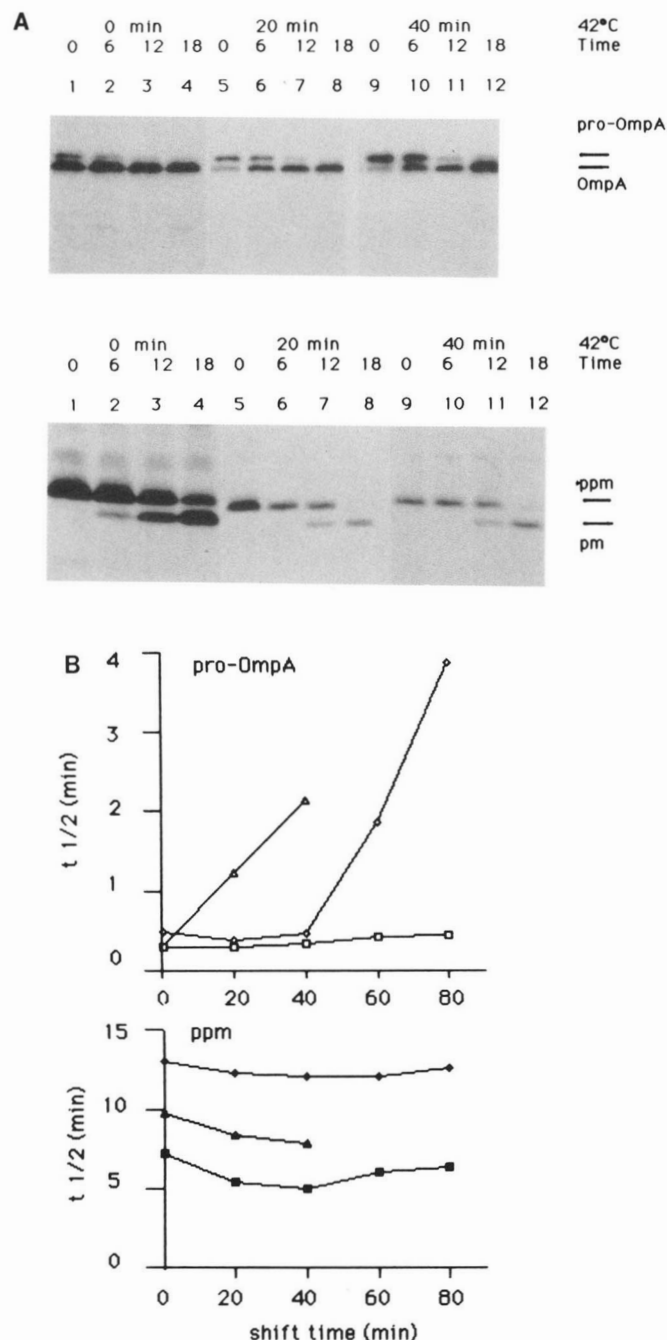 A
0 min 20 min 40 min 42°C
0 6 12 18 0 6 12 18 0 6 12 18 Time
1 2 3 4 5 6 7 8 9 10 11 12
pro-OmpA
OmpA
0 min 20 min 40 min 42°C
0 6 12 18 0 6 12 18 0 6 12 18 Time
1 2 3 4 5 6 7 8 9 10 11 12
ppm
pm
B
pro-OmpA
4
3
2
1
0
t 1/2 (min)
0 20 40 60 80
ppm
15
10
5
0
t 1/2 (min)
0 20 40 60 80
shift time (min)